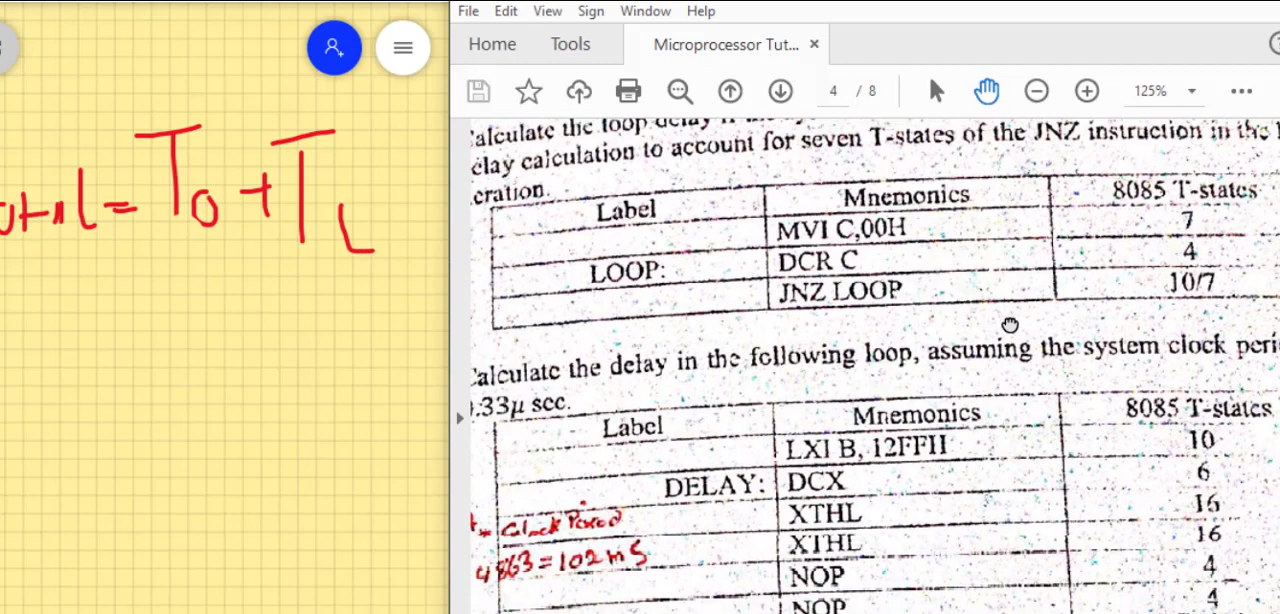 File Edit View Sign Window Help
Home Tools Microprocessor Tut... ×
4 / 8 125%
alculate the loop delay
elay calculation to account for seven T-states of the JNZ instruction in the
eration.
Label Mnemonics 8085 T-states
MVI C,00H 7
LOOP: DCR C 4
JNZ LOOP 10/7
alculate the delay in the following loop, assuming the system clock peri
.33μ sec.
Label Mnemonics 8085 T-states
LXI B, 12FFH 10
DELAY: DCX 6
Clock Period XTHL 16
4863 = 102 mS XTHL 16
NOP 4
NOP 4
= To + TL